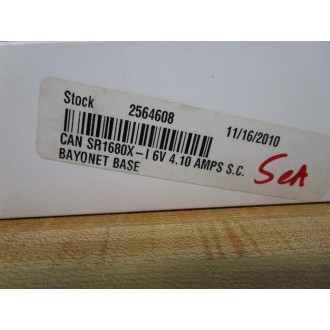 Stock 2564608 11/16/2010
CAN SR1680X-I 6V 4.10 AMPS S.C.
BAYONET BASE
SeA